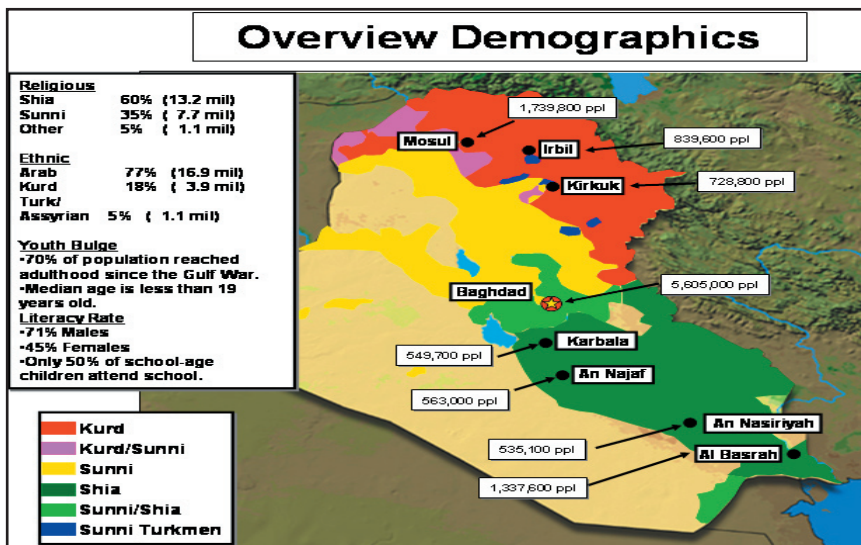 Overview Demographics
Religious
Shia 60% (13.2 mil)
Sunni 35% ( 7.7 mil)
Other 5% ( 1.1 mil)
Ethnic
Arab 77% (16.9 mil)
Kurd 18% ( 3.9 mil)
Turk/
Assyrian 5% ( 1.1 mil)
Youth Bulge
•70% of population reached
adulthood since the Gulf War.
•Median age is less than 19
years old.
Literacy Rate
•71% Males
•45% Females
•Only 50% of school-age
children attend school.
1,739,800 ppl
Mosul
Irbil
839,600 ppl
Kirkuk
728,800 ppl
Baghdad
5,605,000 ppl
Karbala
549,700 ppl
An Najaf
563,000 ppl
An Nasiriyah
535,100 ppl
Al Basrah
1,337,600 ppl
Kurd
Kurd/Sunni
Sunni
Shia
Sunni/Shia
Sunni Turkmen